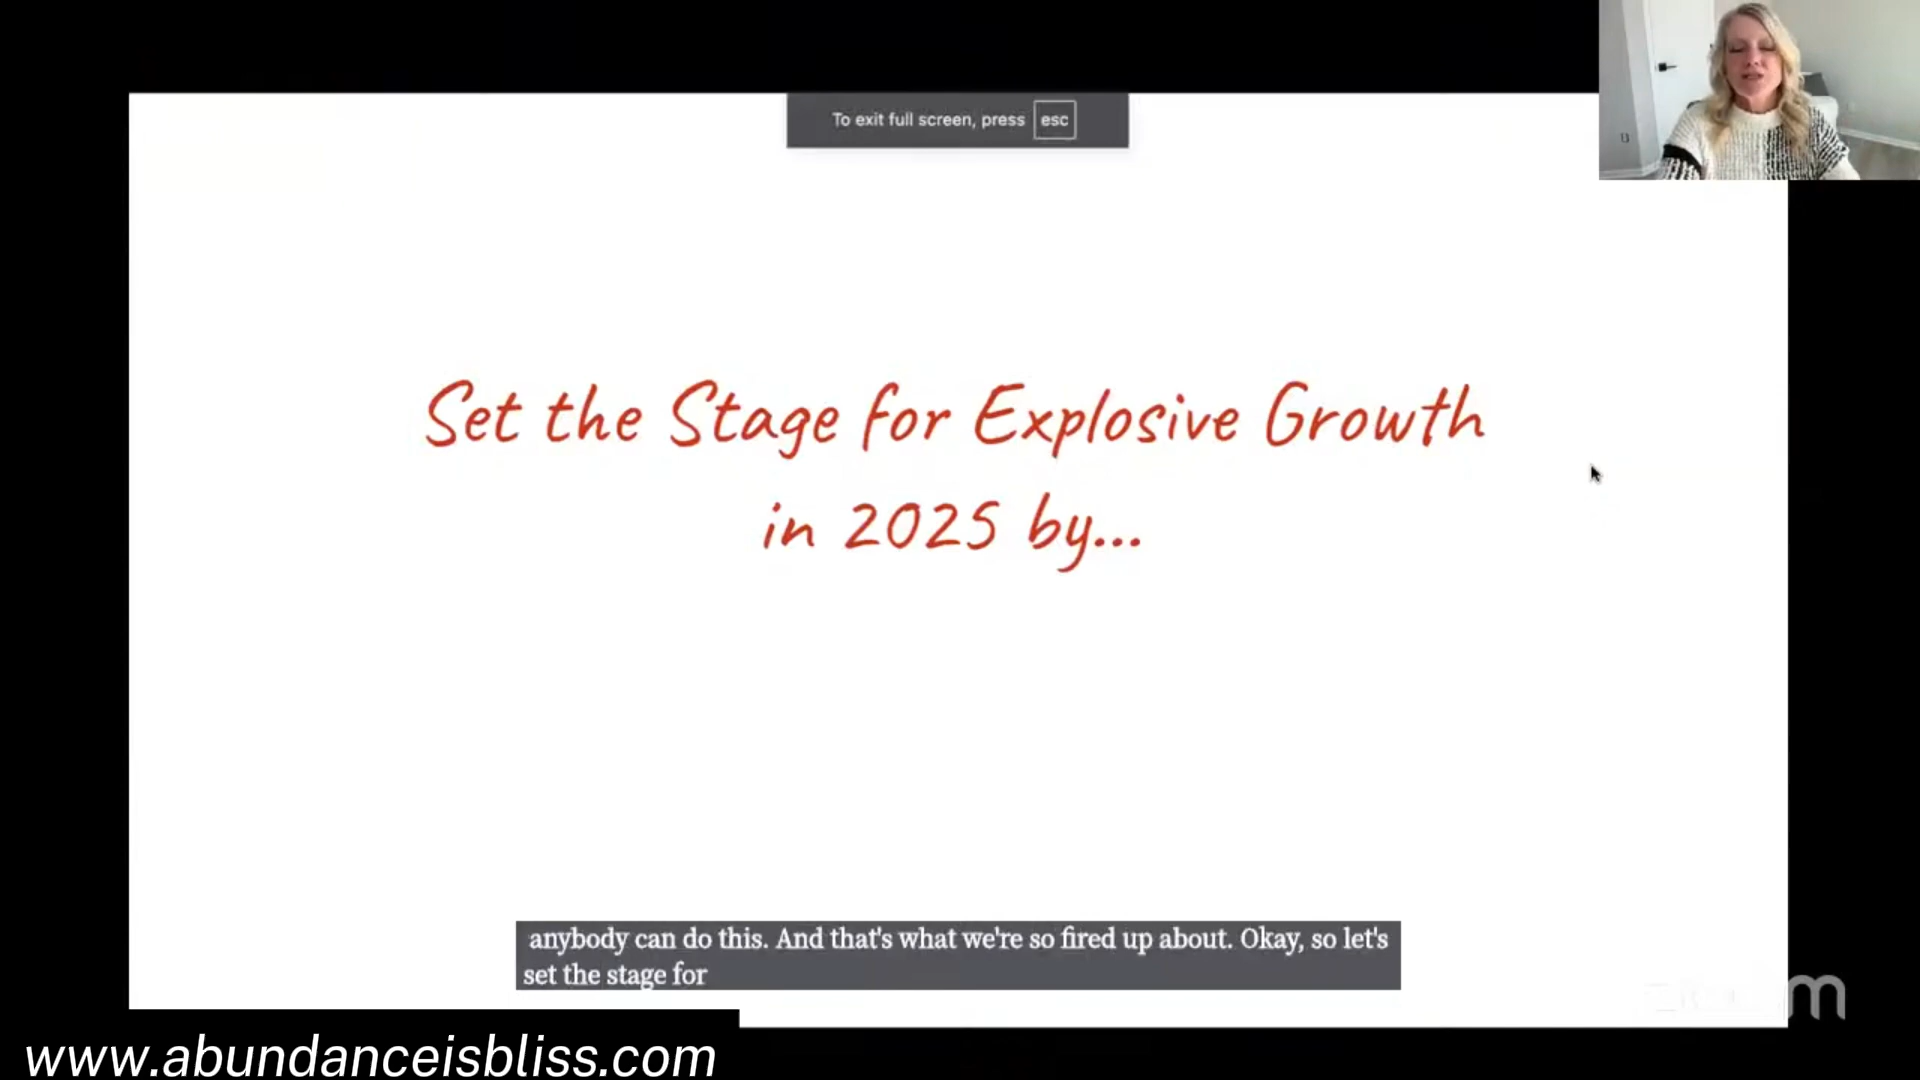 To exit full screen, press esc
Set the Stage for Explosive Growth
in 2025 by...
anybody can do this. And that's what we're so fired up about. Okay, so let's
set the stage for
www.abundanceisbliss.com